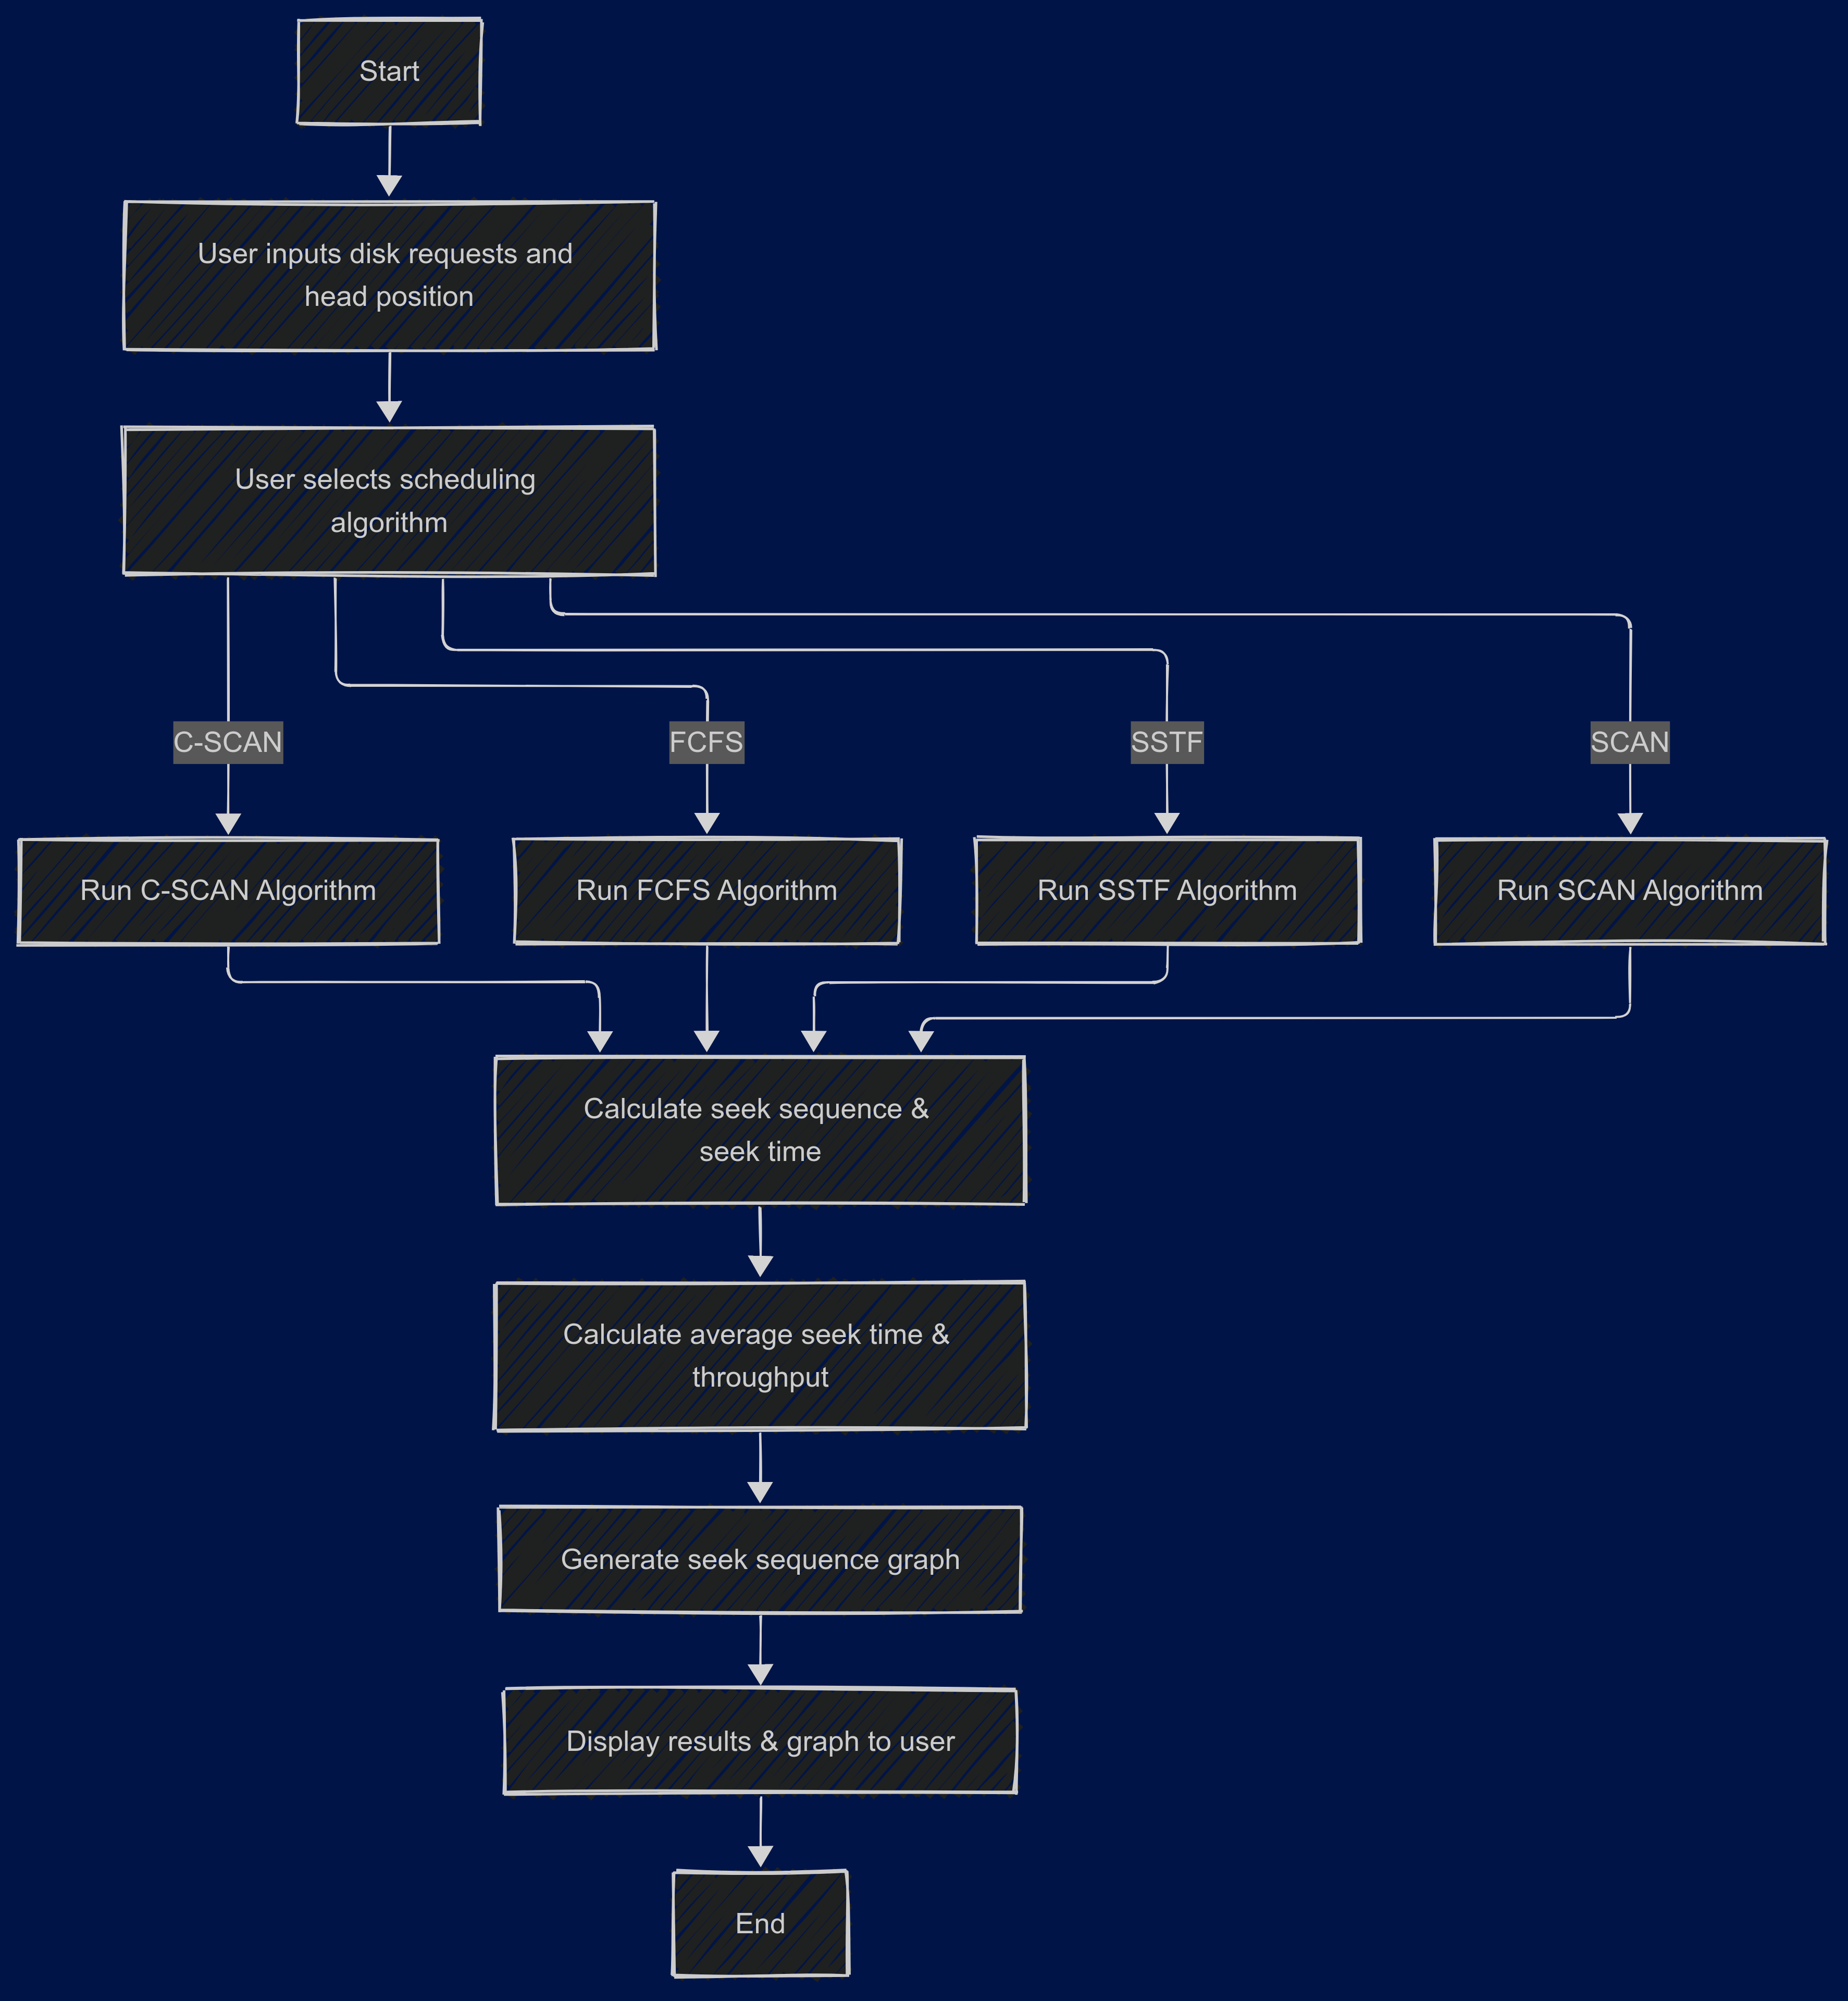 Start
User inputs disk requests and
head position
User selects scheduling
algorithm
C-SCAN
FCFS
SSTF
SCAN
Run C-SCAN Algorithm
Run FCFS Algorithm
Run SSTF Algorithm
Run SCAN Algorithm
Calculate seek sequence &
seek time
Calculate average seek time &
throughput
Generate seek sequence graph
Display results & graph to user
End